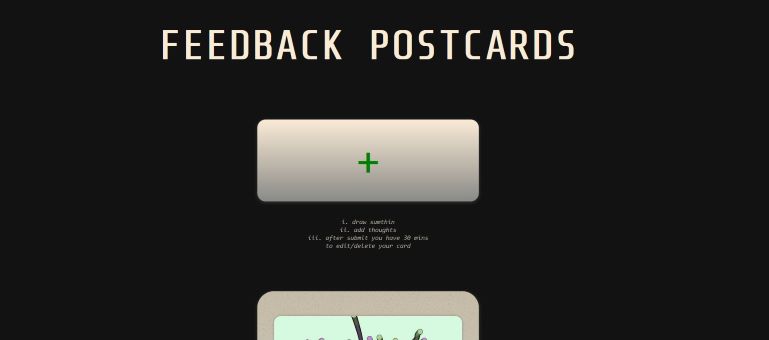 FEEDBACK POSTCARDS
+
i. draw sumthin
ii. add thoughts
iii. after submit you have 30 mins
to edit/delete your card